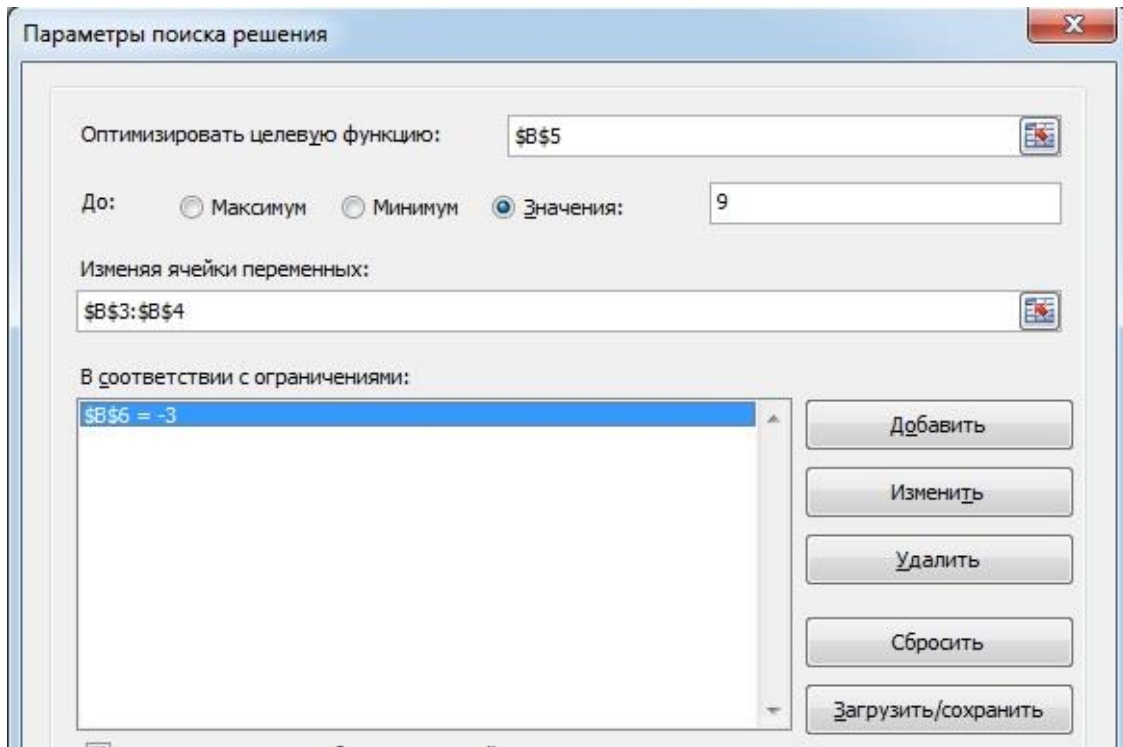 Параметры поиска решения
X
Оптимизировать целевую функцию: $B$5
До: Максимум Минимум Значения: 9
Изменяя ячейки переменных:
$B$3:$B$4
В соответствии с ограничениями:
$B$6 = -3
Добавить
Изменить
Удалить
Сбросить
Загрузить/сохранить